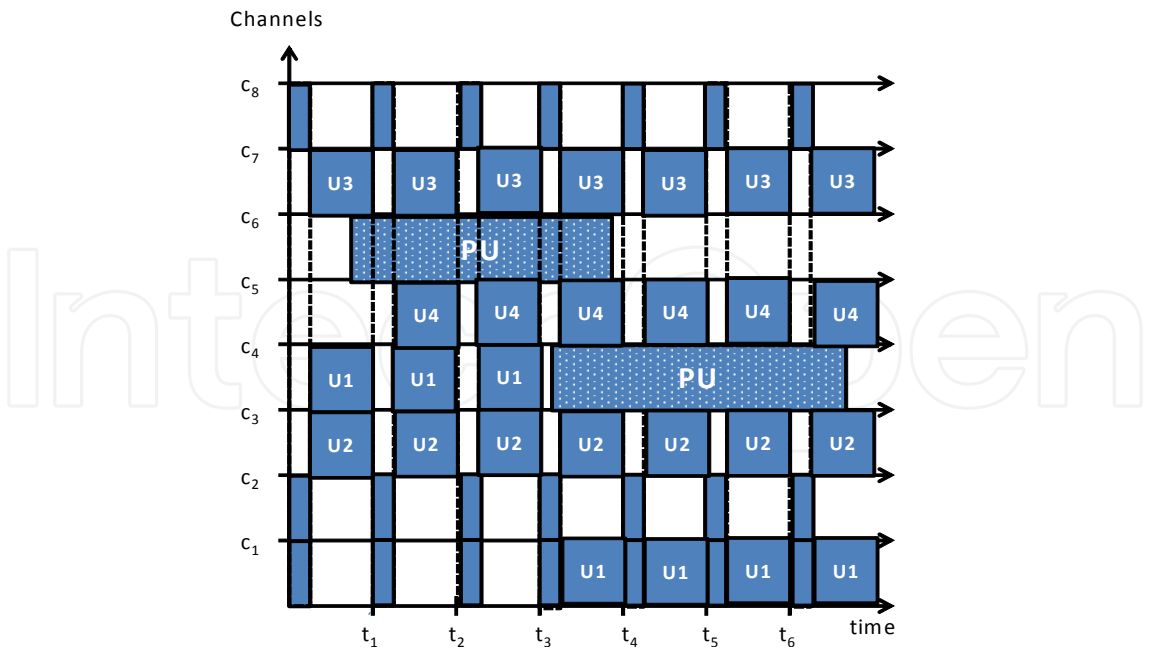 Channels
c8
c7
U3 U3 U3 U3 U3 U3 U3
c6
PU
c5
U4 U4 U4 U4 U4 U4
c4
U1 U1 U1 PU
c3
U2 U2 U2 U2 U2 U2 U2
c2
c1
U1 U1 U1 U1
t1 t2 t3 t4 t5 t6 time
IntechOpen